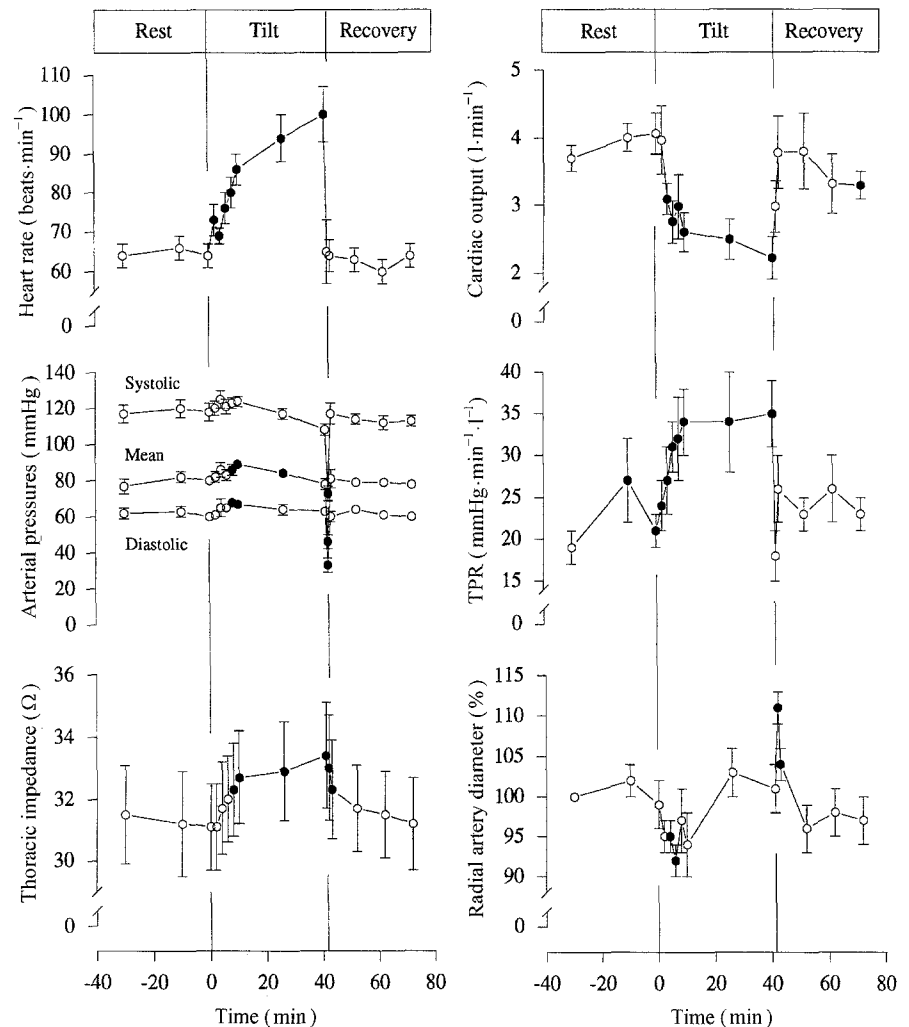 Rest Tilt Recovery
Heart rate (beats·min⁻¹)
110
100
90
80
70
60
0
Arterial pressures (mmHg)
140
120
100
80
60
40
20
0
Systolic
Mean
Diastolic
Thoracic impedance (Ω)
36
35
34
33
32
31
30
0
-40 -20 0 20 40 60 80
Time (min)
Rest Tilt Recovery
Cardiac output (l·min⁻¹)
5
4
3
2
0
TPR (mmHg·min⁻¹·l⁻¹)
40
35
30
25
20
15
0
Radial artery diameter (%)
115
110
105
100
95
90
0
-40 -20 0 20 40 60 80
Time (min)